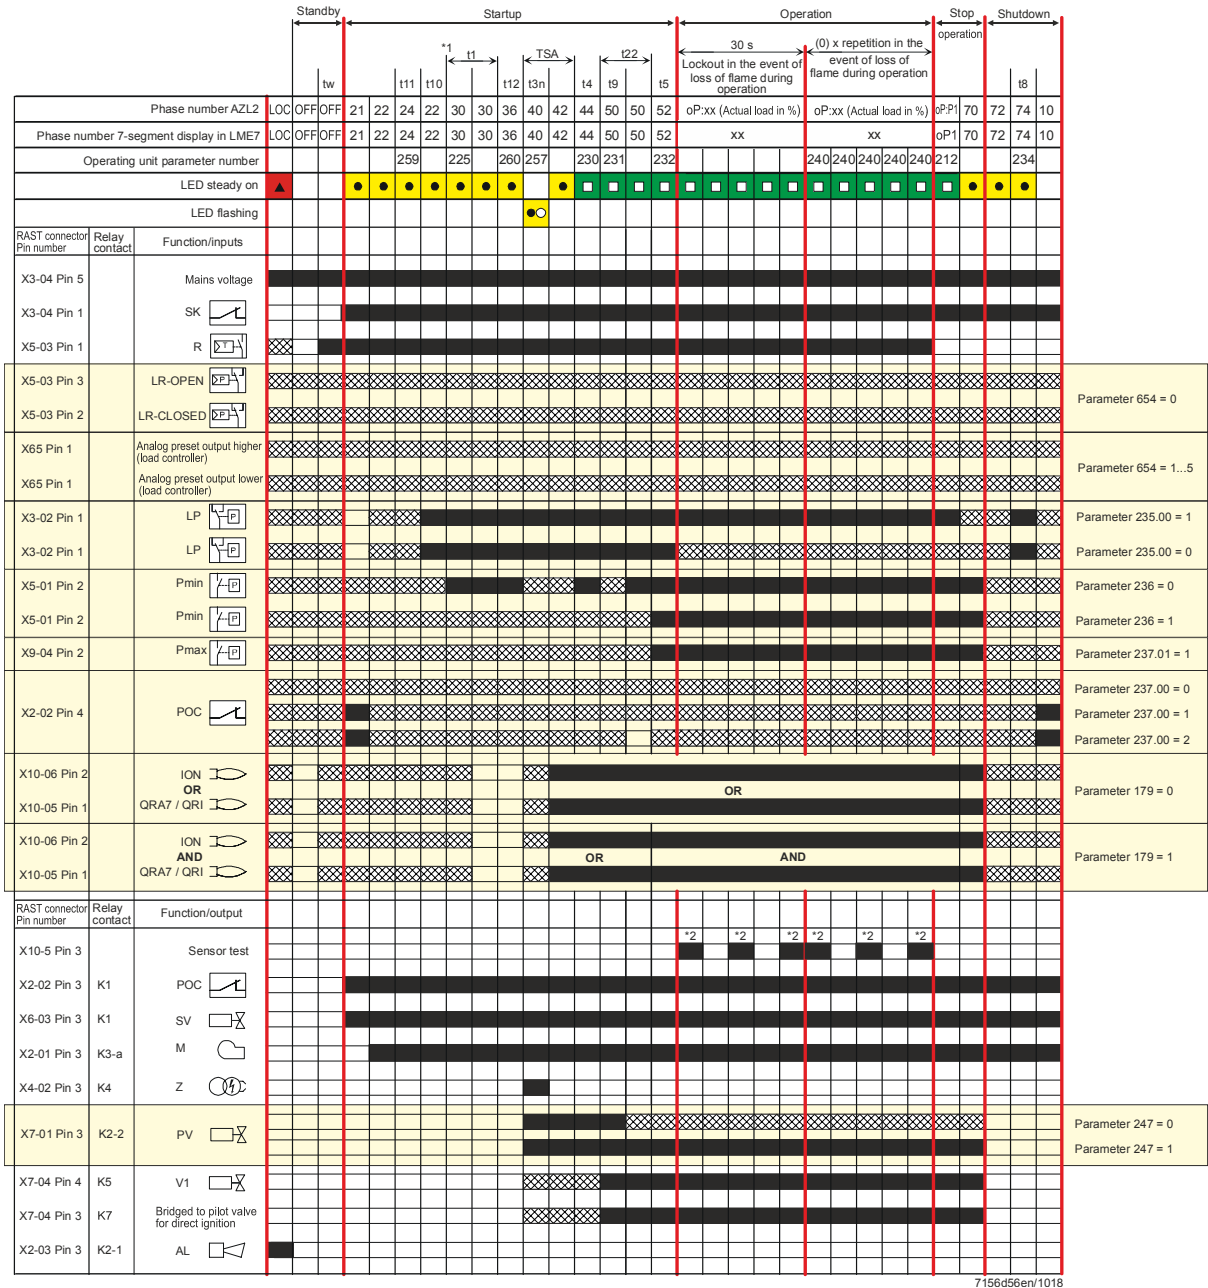 Standby Startup Operation Stop operation Shutdown
*1 t1 TSA t22 30 s (0) x repetition in the
Lockout in the event of loss of flame during operation
event of loss of flame during operation
tw t11 t10 t12 t3n t4 t9 t5 t8
Phase number AZL2 LOC OFF OFF 21 22 24 22 30 30 36 40 42 44 50 50 52 oP:xx (Actual load in %) oP:xx (Actual load in %) oP:P1 70 72 74 10
Phase number 7-segment display in LME7 LOC OFF OFF 21 22 24 22 30 30 36 40 42 44 50 50 52 xx xx oP1 70 72 74 10
Operating unit parameter number 259 225 260 257 230 231 232 240 240 240 240 240 212 234
LED steady on
LED flashing
RAST connector Pin number Relay contact Function/inputs
X3-04 Pin 5 Mains voltage
X3-04 Pin 1 SK
X5-03 Pin 1 R T
X5-03 Pin 3 LR-OPEN P
Parameter 654 = 0
X5-03 Pin 2 LR-CLOSED P
X65 Pin 1 Analog preset output higher (load controller)
Parameter 654 = 1...5
X65 Pin 1 Analog preset output lower (load controller)
X3-02 Pin 1 LP P Parameter 235.00 = 1
X3-02 Pin 1 LP P Parameter 235.00 = 0
X5-01 Pin 2 Pmin P Parameter 236 = 0
X5-01 Pin 2 Pmin P Parameter 236 = 1
X9-04 Pin 2 Pmax P Parameter 237.01 = 1
Parameter 237.00 = 0
X2-02 Pin 4 POC Parameter 237.00 = 1
Parameter 237.00 = 2
X10-06 Pin 2 ION
OR OR Parameter 179 = 0
X10-05 Pin 1 QRA7 / QRI
X10-06 Pin 2 ION
AND OR AND Parameter 179 = 1
X10-05 Pin 1 QRA7 / QRI
RAST connector Pin number Relay contact Function/output
*2 *2 *2 *2 *2 *2
X10-5 Pin 3 Sensor test
X2-02 Pin 3 K1 POC
X6-03 Pin 3 K1 SV
X2-01 Pin 3 K3-a M
X4-02 Pin 3 K4 Z
Parameter 247 = 0
X7-01 Pin 3 K2-2 PV
Parameter 247 = 1
X7-04 Pin 4 K5 V1
X7-04 Pin 3 K7 Bridged to pilot valve for direct ignition
X2-03 Pin 3 K2-1 AL
7156d56en/1018